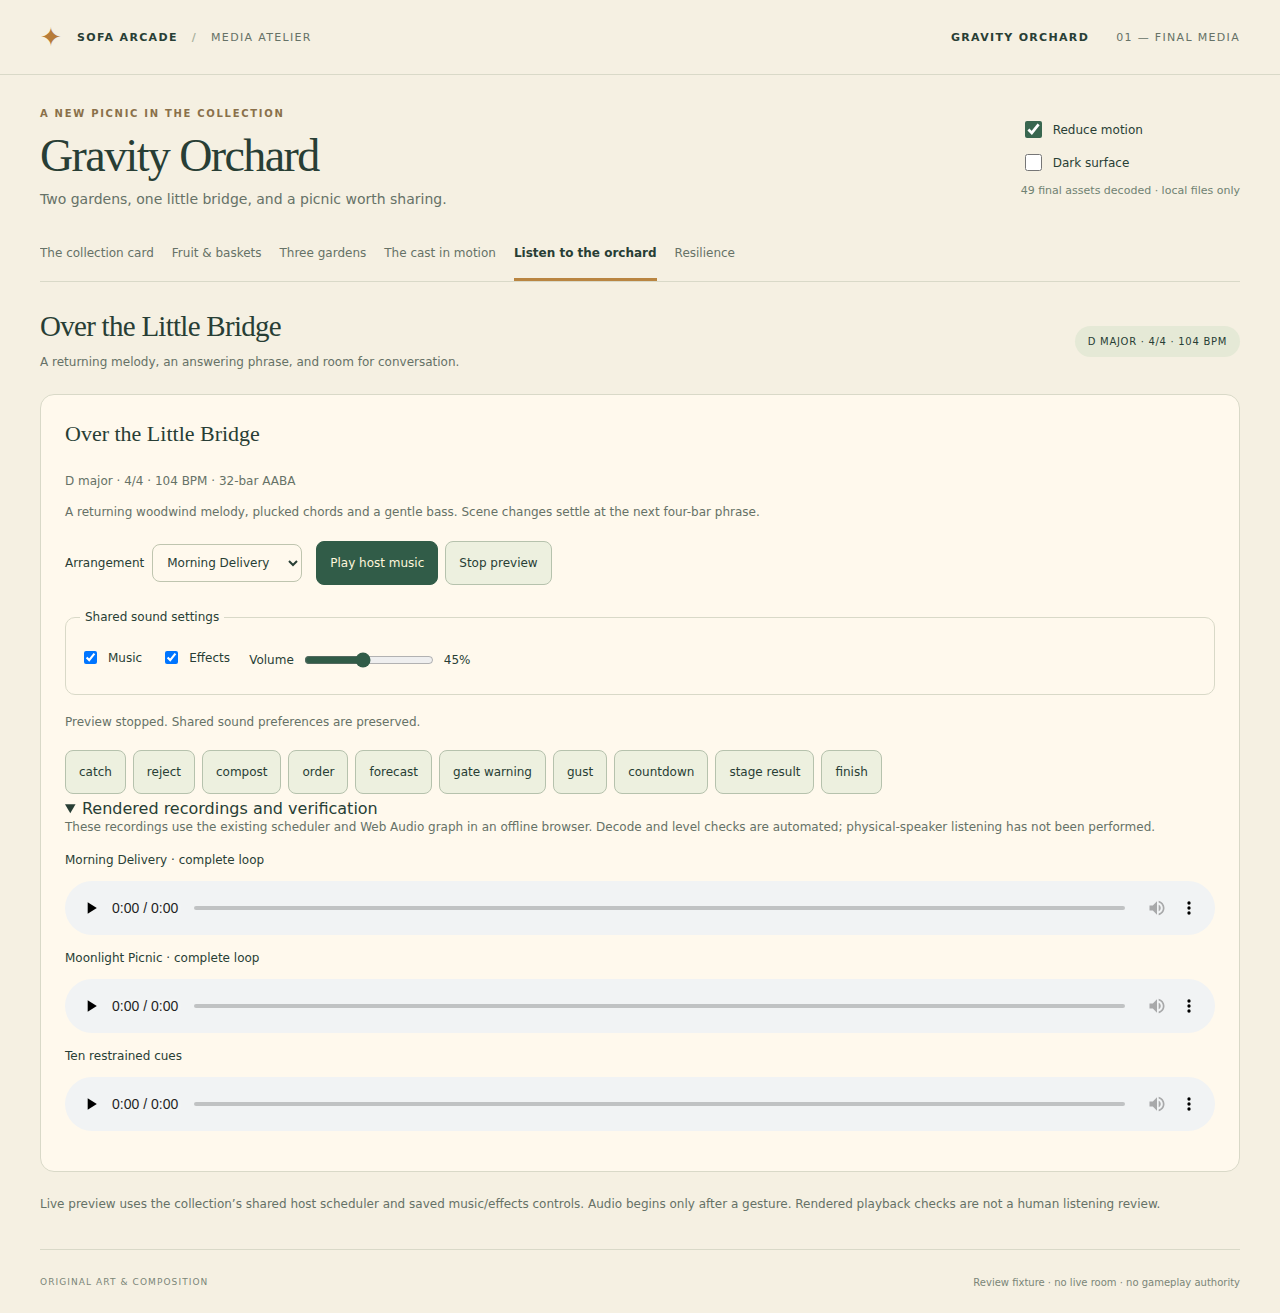 SOFA ARCADE / MEDIA ATELIER
GRAVITY ORCHARD 01 — FINAL MEDIA
A NEW PICNIC IN THE COLLECTION
Gravity Orchard
Two gardens, one little bridge, and a picnic worth sharing.
Reduce motion
Dark surface
49 final assets decoded · local files only
The collection card Fruit & baskets Three gardens The cast in motion Listen to the orchard Resilience
Over the Little Bridge
A returning melody, an answering phrase, and room for conversation.
D MAJOR · 4/4 · 104 BPM
Over the Little Bridge
D major · 4/4 · 104 BPM · 32-bar AABA
A returning woodwind melody, plucked chords and a gentle bass. Scene changes settle at the next four-bar phrase.
Arrangement Morning Delivery Play host music Stop preview
Shared sound settings
Music Effects Volume 45%
Preview stopped. Shared sound preferences are preserved.
catch reject compost order forecast gate warning gust countdown stage result finish
Rendered recordings and verification
These recordings use the existing scheduler and Web Audio graph in an offline browser. Decode and level checks are automated; physical-speaker listening has not been performed.
Morning Delivery · complete loop
0:00 / 0:00
Moonlight Picnic · complete loop
0:00 / 0:00
Ten restrained cues
0:00 / 0:00
Live preview uses the collection’s shared host scheduler and saved music/effects controls. Audio begins only after a gesture. Rendered playback checks are not a human listening review.
ORIGINAL ART & COMPOSITION
Review fixture · no live room · no gameplay authority